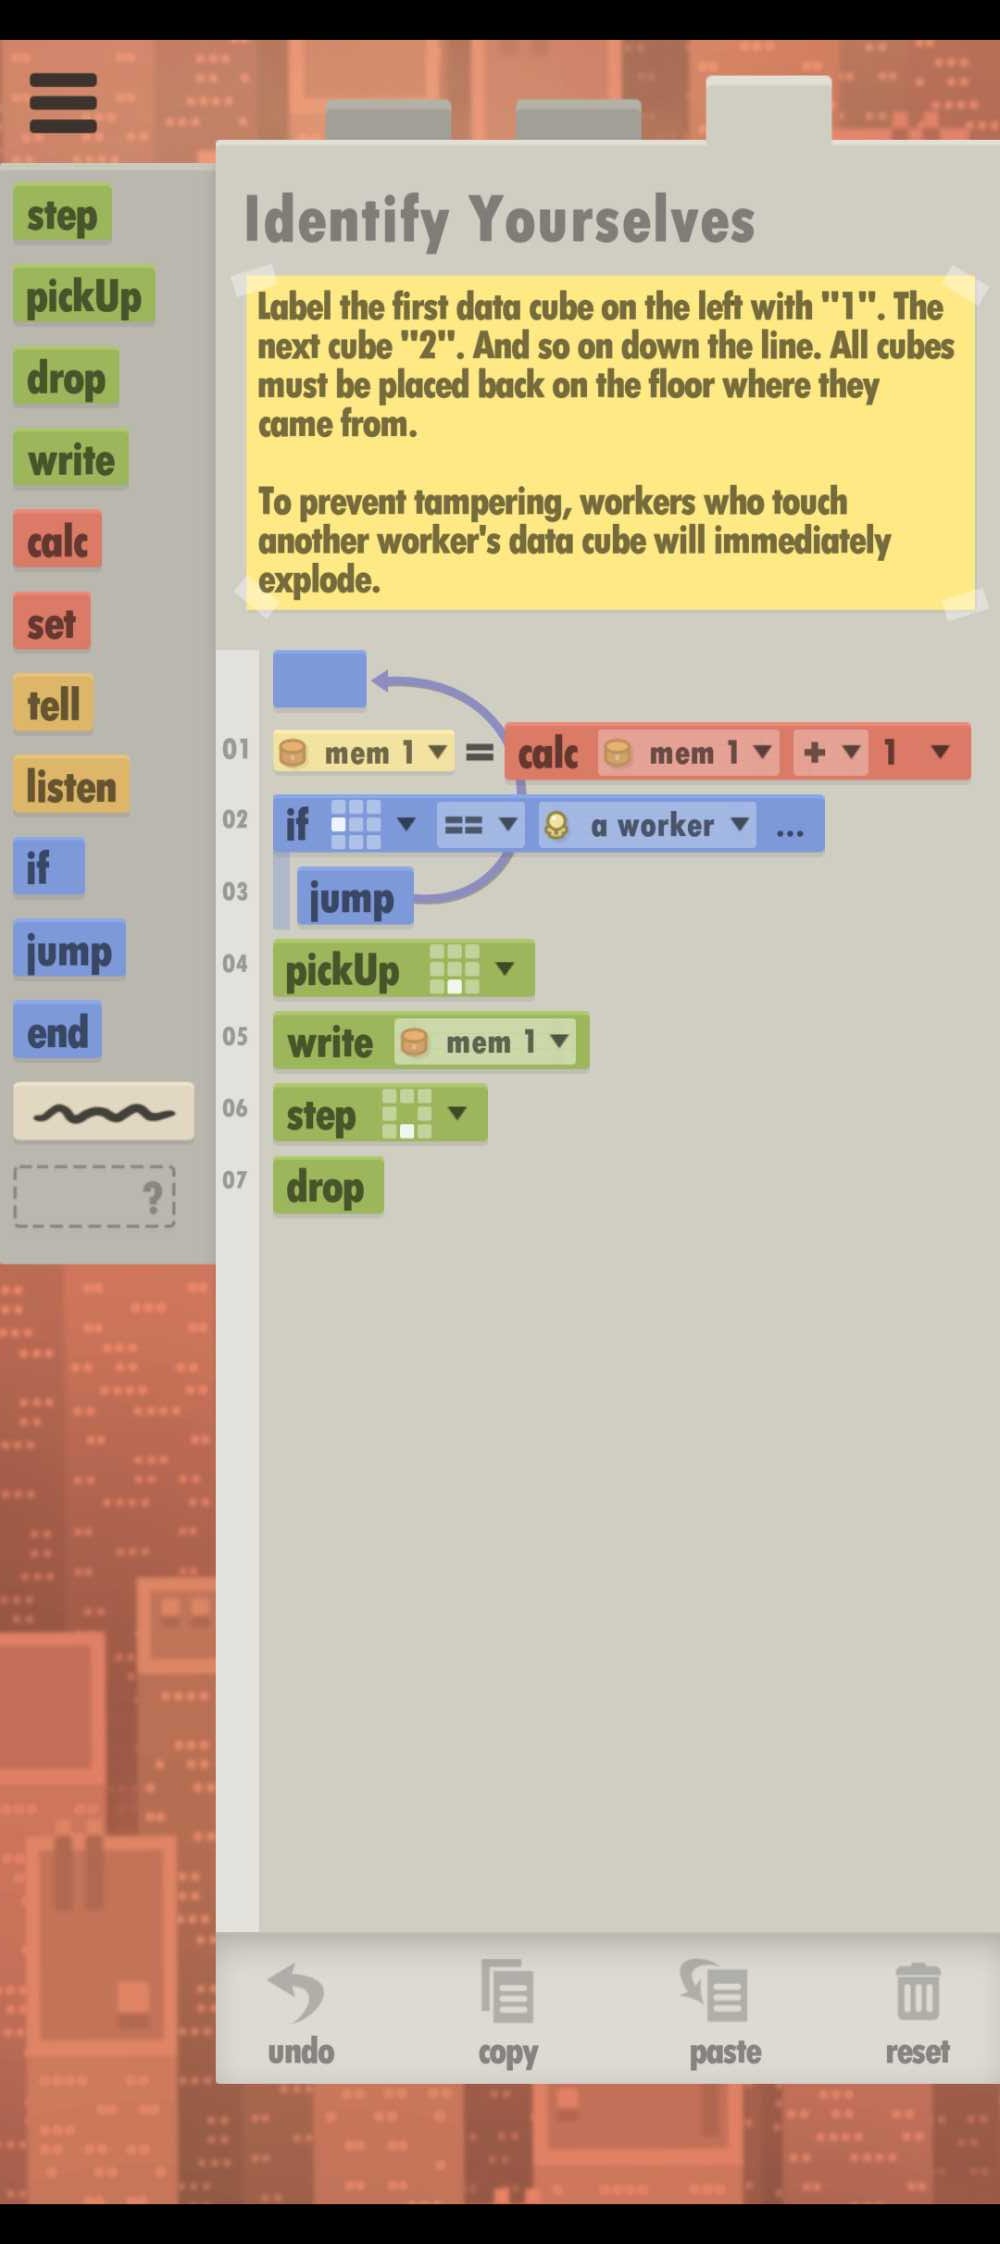 step
pickUp
drop
write
calc
set
tell
listen
if
jump
end
?
Identify Yourselves
Label the first data cube on the left with "1". The
next cube "2". And so on down the line. All cubes
must be placed back on the floor where they
came from.
To prevent tampering, workers who touch
another worker's data cube will immediately
explode.
01 mem 1 = calc mem 1 + 1
02 if == a worker ...
03 jump
04 pickUp
05 write mem 1
06 step
07 drop
undo copy paste reset